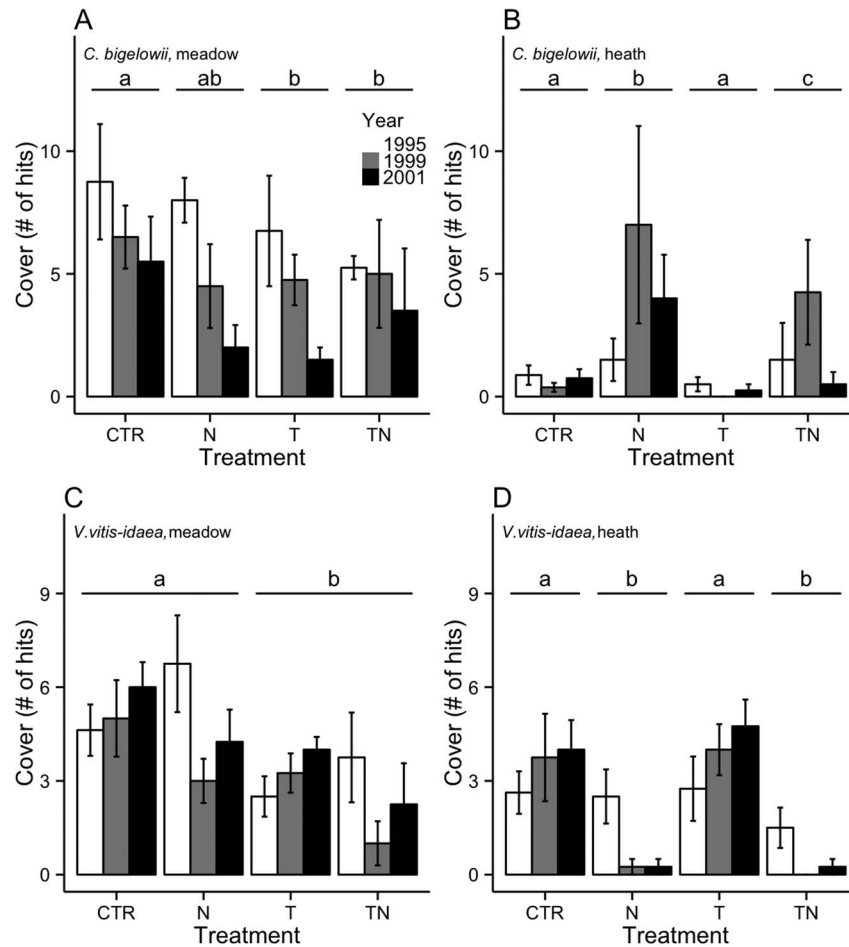 A
C. bigelowii, meadow
a ab b b
Year
1995
1999
2001
10
5
0
Cover (# of hits)
CTR N T TN
Treatment
B
C. bigelowii, heath
a b a c
10
5
0
Cover (# of hits)
CTR N T TN
Treatment
C
V.vitis-idaea, meadow
a b
9
6
3
0
Cover (# of hits)
CTR N T TN
Treatment
D
V.vitis-idaea, heath
a b a b
9
6
3
0
Cover (# of hits)
CTR N T TN
Treatment